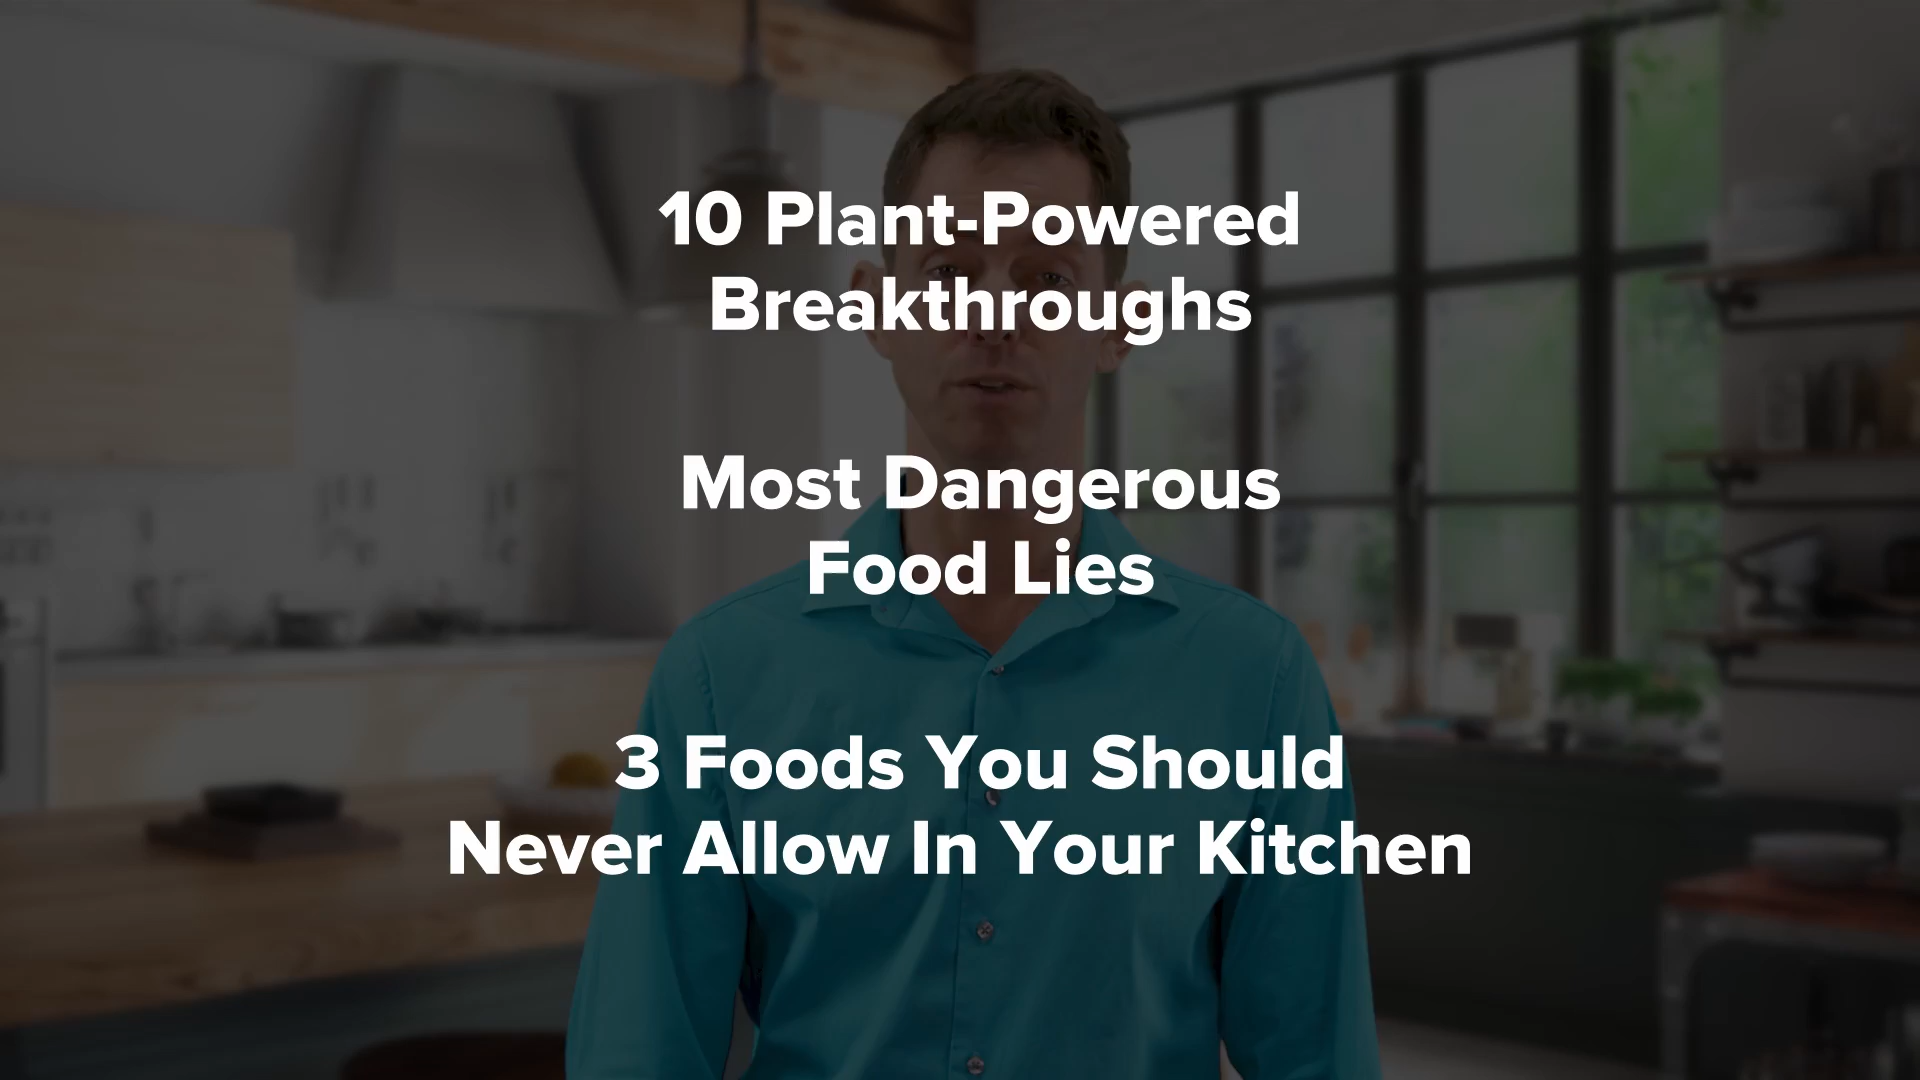 10 Plant-Powered
Breakthroughs
Most Dangerous
Food Lies
3 Foods You Should
Never Allow In Your Kitchen